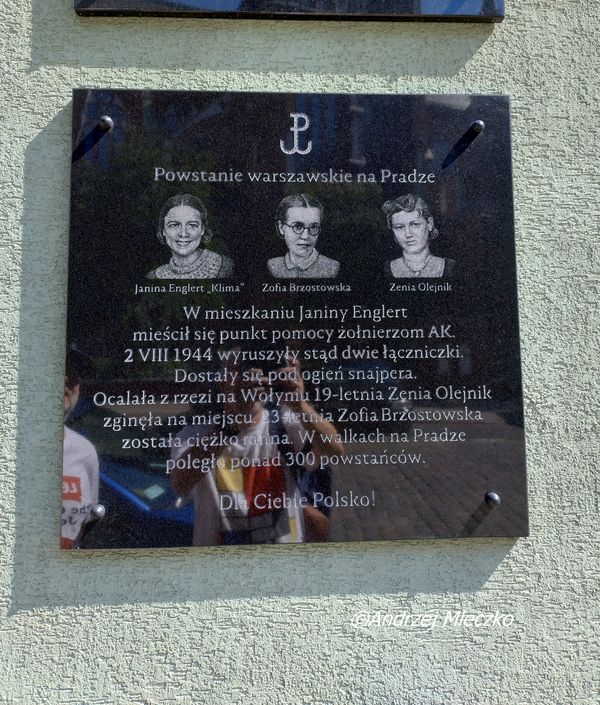 Powstanie warszawskie na Pradze
Janina Englert „Klima” Zofia Brzostowska Zenia Olejnik
W mieszkaniu Janiny Englert
mieścił się punkt pomocy żołnierzom AK.
2 VIII 1944 wyruszyły stąd dwie łączniczki.
Dostały się pod ogień snajpera.
Ocalała z rzezi na Wołyniu 19-letnia Zenia Olejnik
zginęła na miejscu. 23-letnia Zofia Brzostowska
została ciężko ranna. W walkach na Pradze
poległo ponad 300 powstańców.
Dla Ciebie Polsko!
©Andrzej Mleczko